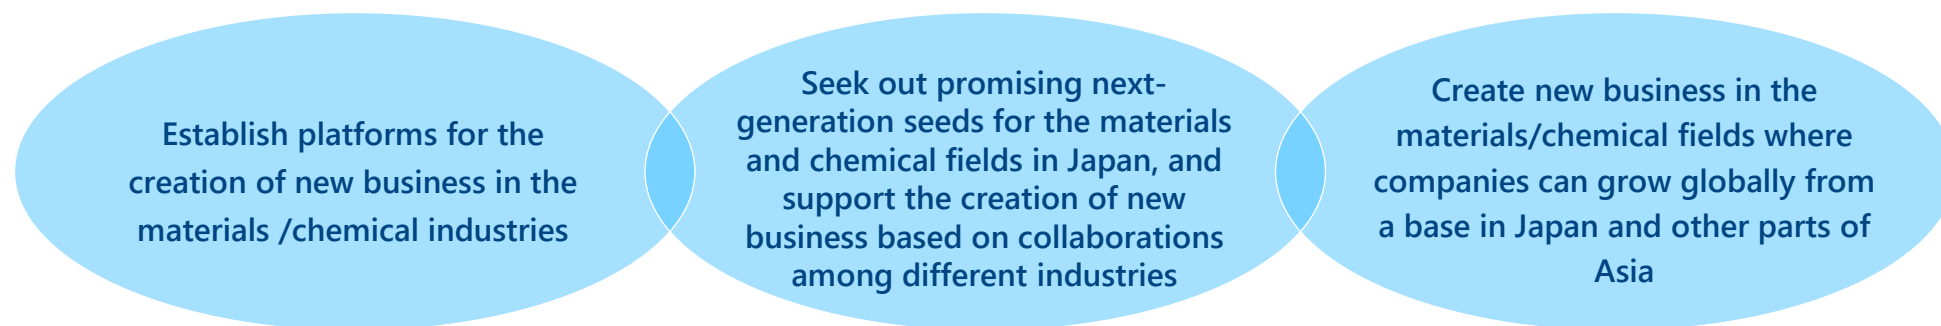 Establish platforms for the
creation of new business in the
materials /chemical industries
Seek out promising next-
generation seeds for the materials
and chemical fields in Japan, and
support the creation of new
business based on collaborations
among different industries
Create new business in the
materials/chemical fields where
companies can grow globally from
a base in Japan and other parts of
Asia